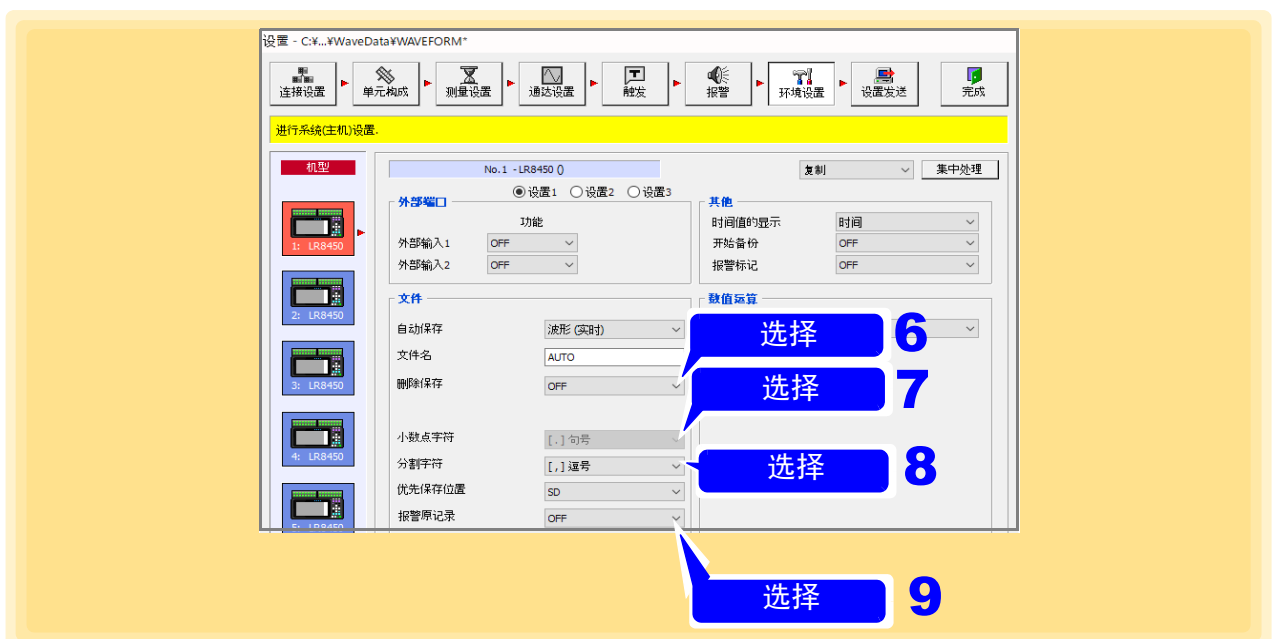 设置 - C:¥...¥WaveData¥WAVEFORM*
连接设置 单元构成 测量设置 通达设置 触发 报警 环境设置 设置发送 完成
进行系统(主机)设置.
机型
No.1 - LR8450 ()
复制 集中处理
设置1 设置2 设置3
外部端口
功能
外部输入1 OFF
外部输入2 OFF
其他
时间值的显示 时间
开始备份 OFF
报警标记 OFF
1: LR8450
2: LR8450
3: LR8450
4: LR8450
5: LR8450
文件
自动保存 波形 (实时)
文件名 AUTO
删除保存 OFF
小数点字符 [.] 句号
分割字符 [,] 逗号
优先保存位置 SD
报警原记录 OFF
数值运算
选择 6
选择 7
选择 8
选择 9